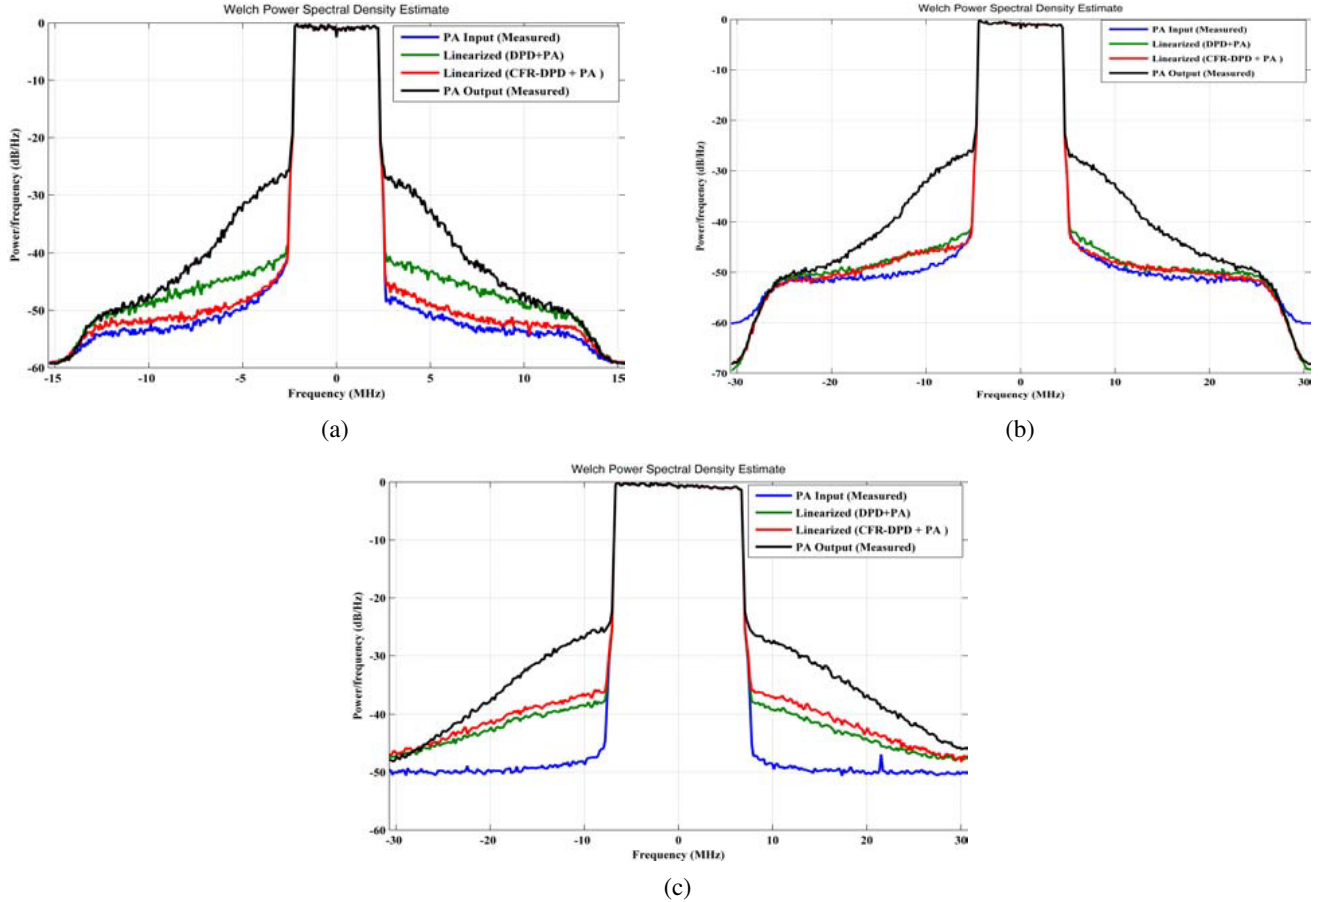 Welch Power Spectral Density Estimate
PA Input (Measured)
Linearized (DPD+PA)
Linearized (CFR-DPD + PA )
PA Output (Measured)
Power/frequency (dB/Hz)
0
-10
-20
-30
-40
-50
-60
-15
-10
-5
0
5
10
15
Frequency (MHz)
(a)
Welch Power Spectral Density Estimate
PA Input (Measured)
Linearized (DPD+PA)
Linearized (CFR-DPD + PA )
PA Output (Measured)
Power/frequency (dB/Hz)
0
-10
-20
-30
-40
-50
-60
-70
-30
-20
-10
0
10
20
30
Frequency (MHz)
(b)
Welch Power Spectral Density Estimate
PA Input (Measured)
Linearized (DPD+PA)
Linearized (CFR-DPD + PA )
PA Output (Measured)
Power/frequency (dB/Hz)
0
-10
-20
-30
-40
-50
-60
-30
-20
-10
0
10
20
30
Frequency (MHz)
(c)